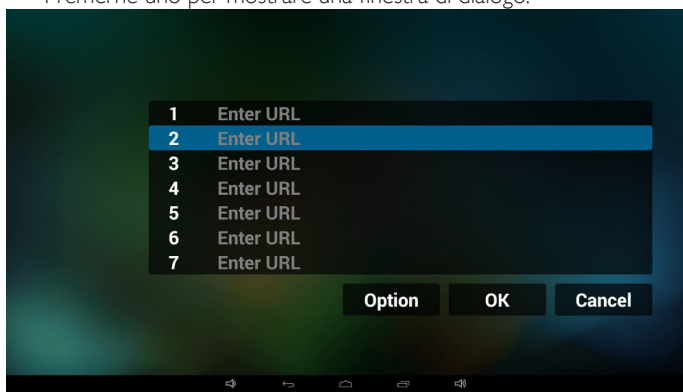 Premerne uno per mostrare una finestra di dialogo.
1 Enter URL
2 Enter URL
3 Enter URL
4 Enter URL
5 Enter URL
6 Enter URL
7 Enter URL
Option OK Cancel